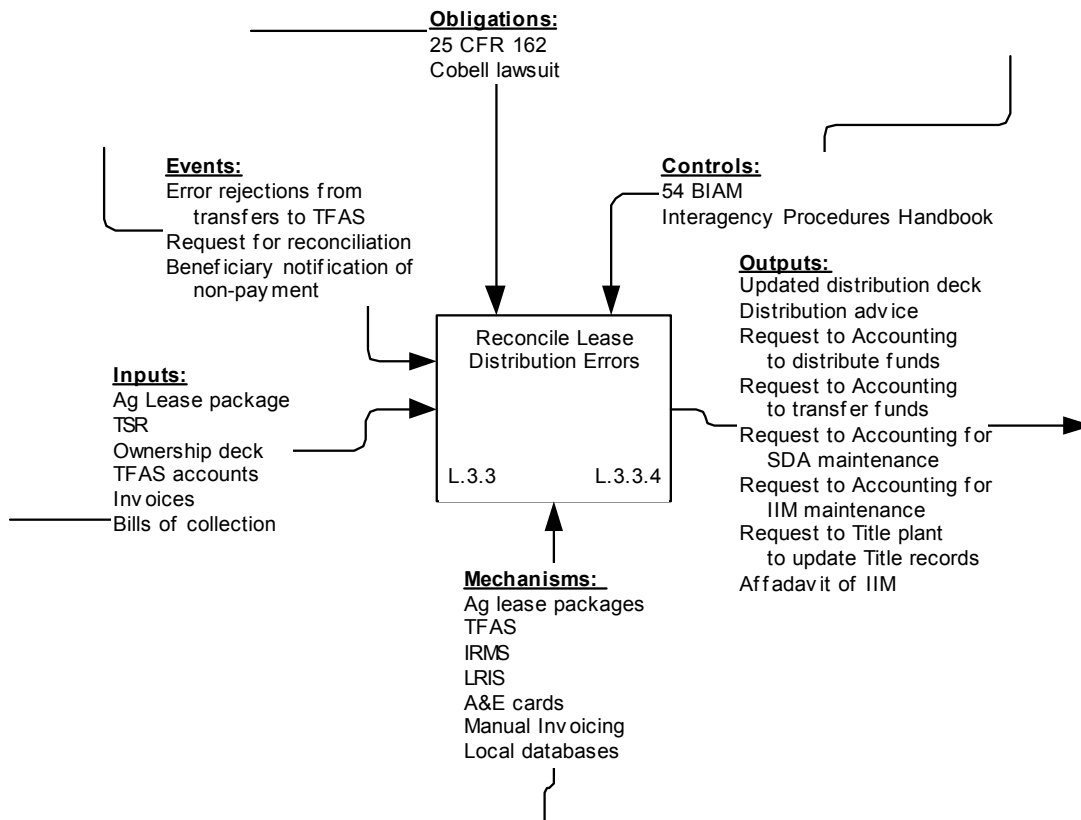 Obligations:
25 CFR 162
Cobell lawsuit
Events:
Error rejections from
transfers to TFAS
Request for reconciliation
Beneficiary notification of
non-payment
Controls:
54 BIAM
Interagency Procedures Handbook
Inputs:
Ag Lease package
TSR
Ownership deck
TFAS accounts
Invoices
Bills of collection
Reconcile Lease
Distribution Errors
L.3.3
L.3.3.4
Outputs:
Updated distribution deck
Distribution advice
Request to Accounting
to distribute funds
Request to Accounting
to transfer funds
Request to Accounting for
SDA maintenance
Request to Accounting for
IIM maintenance
Request to Title plant
to update Title records
Affadavit of IIM
Mechanisms:
Ag lease packages
TFAS
IRMS
LRIS
A&E cards
Manual Invoicing
Local databases